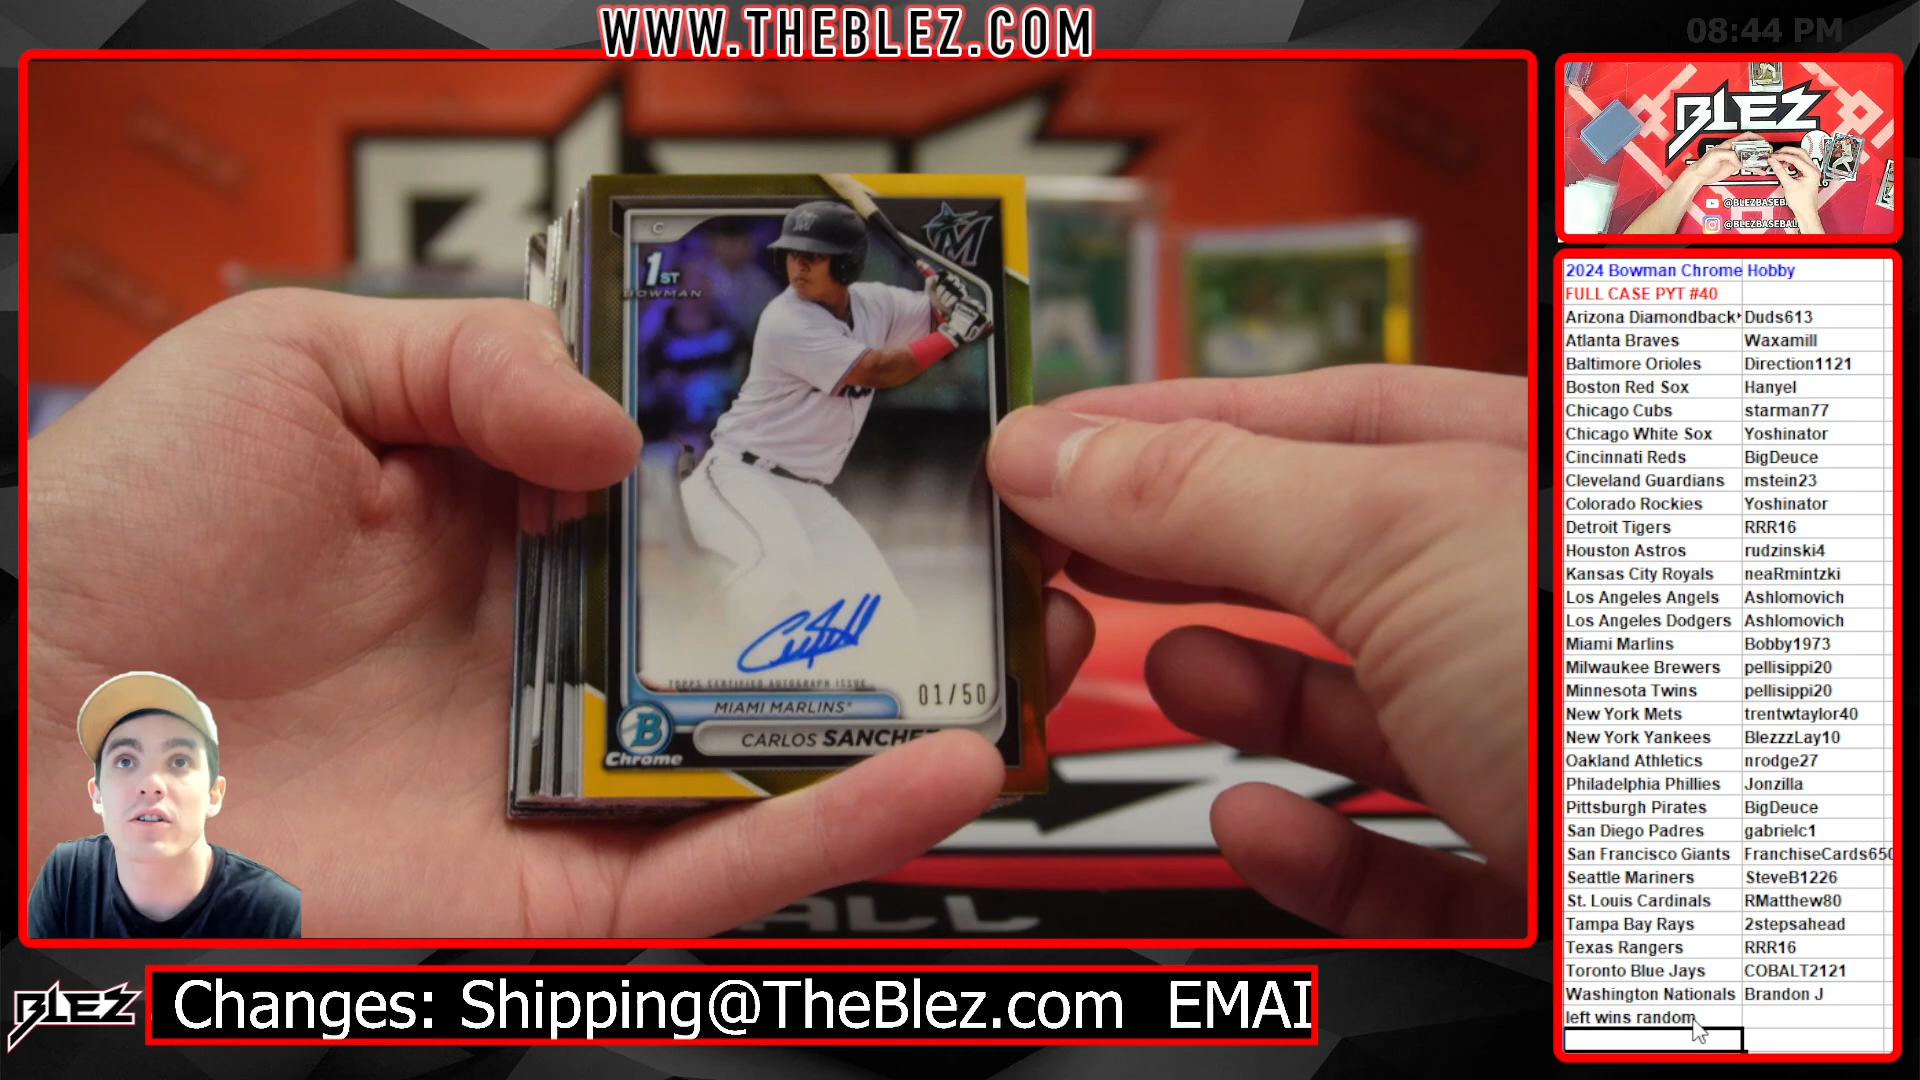 WWW.THEBLEZ.COM
08:44 PM
C
1ST
BOWMAN
M
TOPPS CERTIFIED AUTOGRAPH ISSUE
01/50
MIAMI MARLINS
CARLOS SANCHE
B
Chrome
BLEZ
@BLEZBASEBALL
2024 Bowman Chrome Hobby
FULL CASE PYT #40
Arizona Diamondback Duds613
Atlanta Braves Waxamill
Baltimore Orioles Direction1121
Boston Red Sox Hanyel
Chicago Cubs starman77
Chicago White Sox Yoshinator
Cincinnati Reds BigDeuce
Cleveland Guardians mstein23
Colorado Rockies Yoshinator
Detroit Tigers RRR16
Houston Astros rudzinski4
Kansas City Royals neaRmintzki
Los Angeles Angels Ashlomovich
Los Angeles Dodgers Ashlomovich
Miami Marlins Bobby1973
Milwaukee Brewers pellisippi20
Minnesota Twins pellisippi20
New York Mets trentwtaylor40
New York Yankees BlezzzLay10
Oakland Athletics nrodge27
Philadelphia Phillies Jonzilla
Pittsburgh Pirates BigDeuce
San Diego Padres gabrielc1
San Francisco Giants FranchiseCards650
Seattle Mariners SteveB1226
St. Louis Cardinals RMatthew80
Tampa Bay Rays 2stepsahead
Texas Rangers RRR16
Toronto Blue Jays COBALT2121
Washington Nationals Brandon J
left wins random
BLEZ
Changes: Shipping@TheBlez.com EMAI